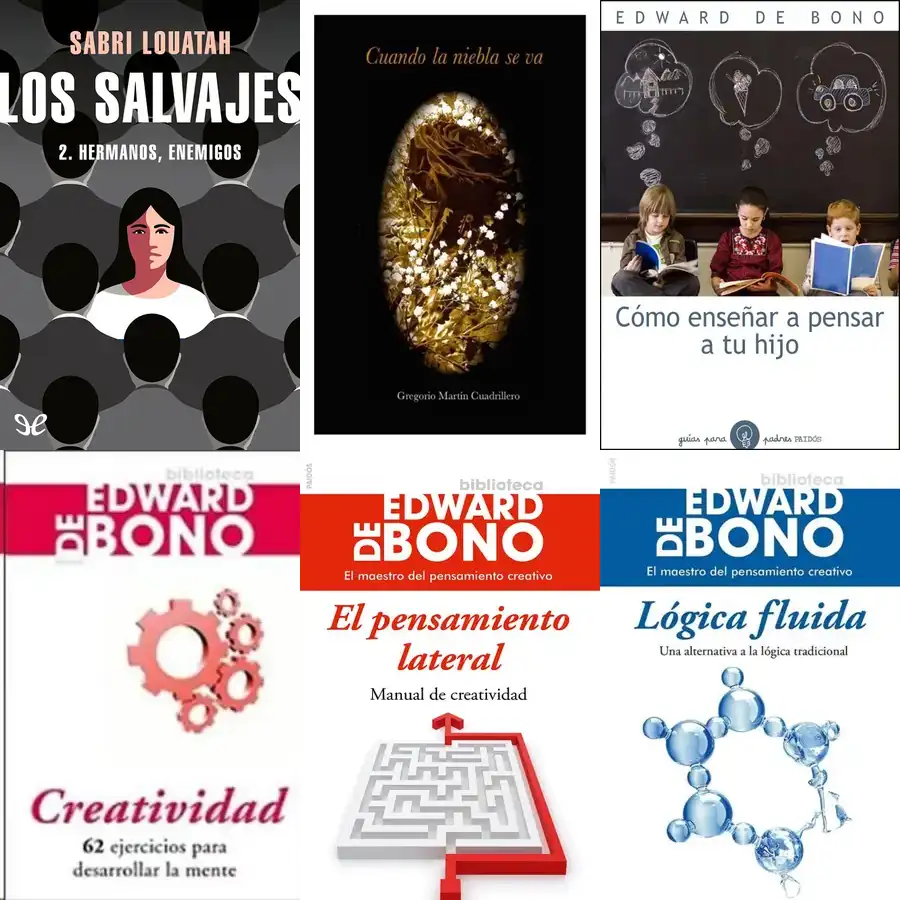 SABRI LOUATAH
LOS SALVAJES
2. HERMANOS, ENEMIGOS
Cuando la niebla se va
Gregorio Martín Cuadrillero
EDWARD DE BONO
Cómo enseñar a pensar
a tu hijo
guías para padres PAIDÓS
biblioteca
EDWARD
DE BONO
Creatividad
62 ejercicios para
desarrollar la mente
PAIDÓS
biblioteca
EDWARD
DE BONO
El maestro del pensamiento creativo
El pensamiento
lateral
Manual de creatividad
PAIDÓS
biblioteca
EDWARD
DE BONO
El maestro del pensamiento creativo
Lógica fluida
Una alternativa a la lógica tradicional